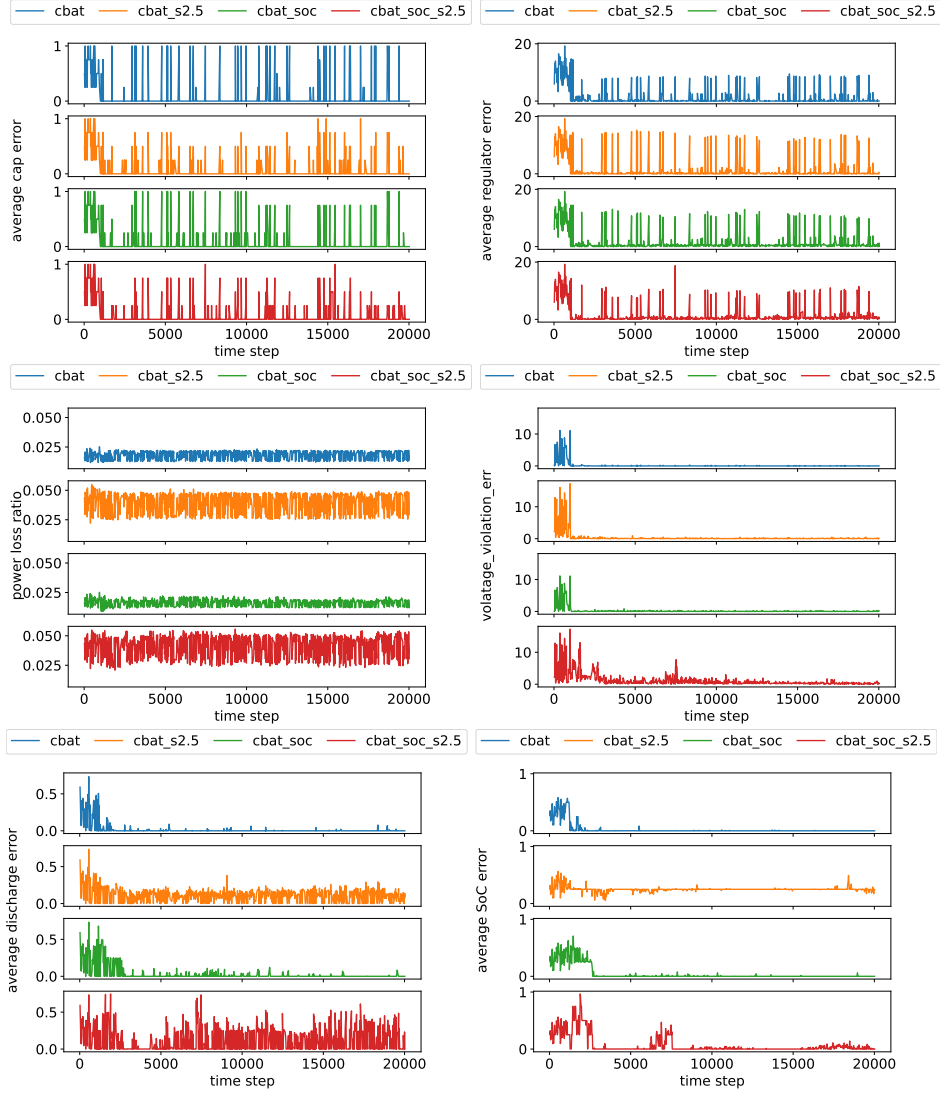 cbat cbat_s2.5 cbat_soc cbat_soc_s2.5
average cap error
1
0
1
0
1
0
1
0
0 5000 10000 15000 20000
time step
cbat cbat_s2.5 cbat_soc cbat_soc_s2.5
average regulator error
20
0
20
0
20
0
20
0
0 5000 10000 15000 20000
time step
cbat cbat_s2.5 cbat_soc cbat_soc_s2.5
power loss ratio
0.050
0.025
0.050
0.025
0.050
0.025
0.050
0.025
0 5000 10000 15000 20000
time step
cbat cbat_s2.5 cbat_soc cbat_soc_s2.5
volatage_violation_err
10
0
10
0
10
0
10
0
0 5000 10000 15000 20000
time step
cbat cbat_s2.5 cbat_soc cbat_soc_s2.5
average discharge error
0.5
0.0
0.5
0.0
0.5
0.0
0.5
0.0
0 5000 10000 15000 20000
time step
cbat cbat_s2.5 cbat_soc cbat_soc_s2.5
average SoC error
1
0
1
0
1
0
1
0
0 5000 10000 15000 20000
time step